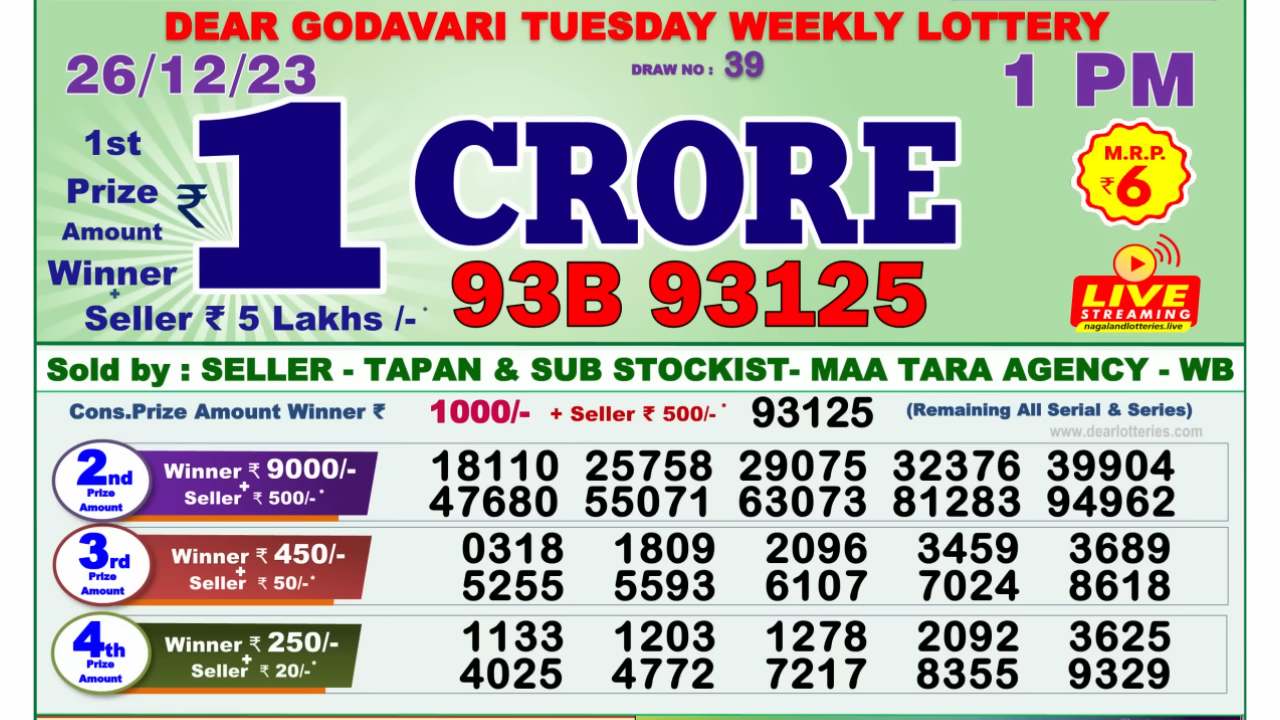 DEAR GODAVARI TUESDAY WEEKLY LOTTERY
26/12/23
DRAW NO : 39
1 PM
1st
Prize
Amount
Winner
+
Seller ₹ 5 Lakhs /-*
₹ 1 CRORE
93B 93125
M.R.P.
₹6
LIVE
STREAMING
nagalandlotteries.live
Sold by : SELLER - TAPAN & SUB STOCKIST- MAA TARA AGENCY - WB
Cons.Prize Amount Winner ₹ 1000/- + Seller ₹ 500/-* 93125 (Remaining All Serial & Series)
www.dearlotteries.com
2nd
Prize
Amount
Winner ₹ 9000/-
+
Seller ₹ 500/-*
18110 25758 29075 32376 39904
47680 55071 63073 81283 94962
3rd
Prize
Amount
Winner ₹ 450/-
+
Seller ₹ 50/-*
0318 1809 2096 3459 3689
5255 5593 6107 7024 8618
4th
Prize
Amount
Winner ₹ 250/-
+
Seller ₹ 20/-*
1133 1203 1278 2092 3625
4025 4772 7217 8355 9329